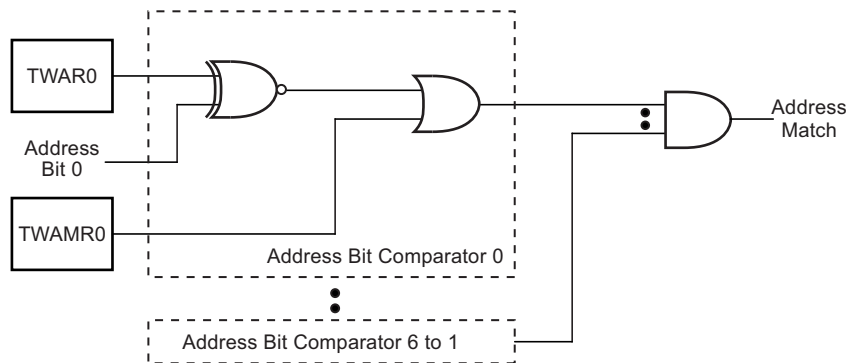 TWAR0
Address
Bit 0
TWAMR0
Address Bit Comparator 0
Address Bit Comparator 6 to 1
Address
Match